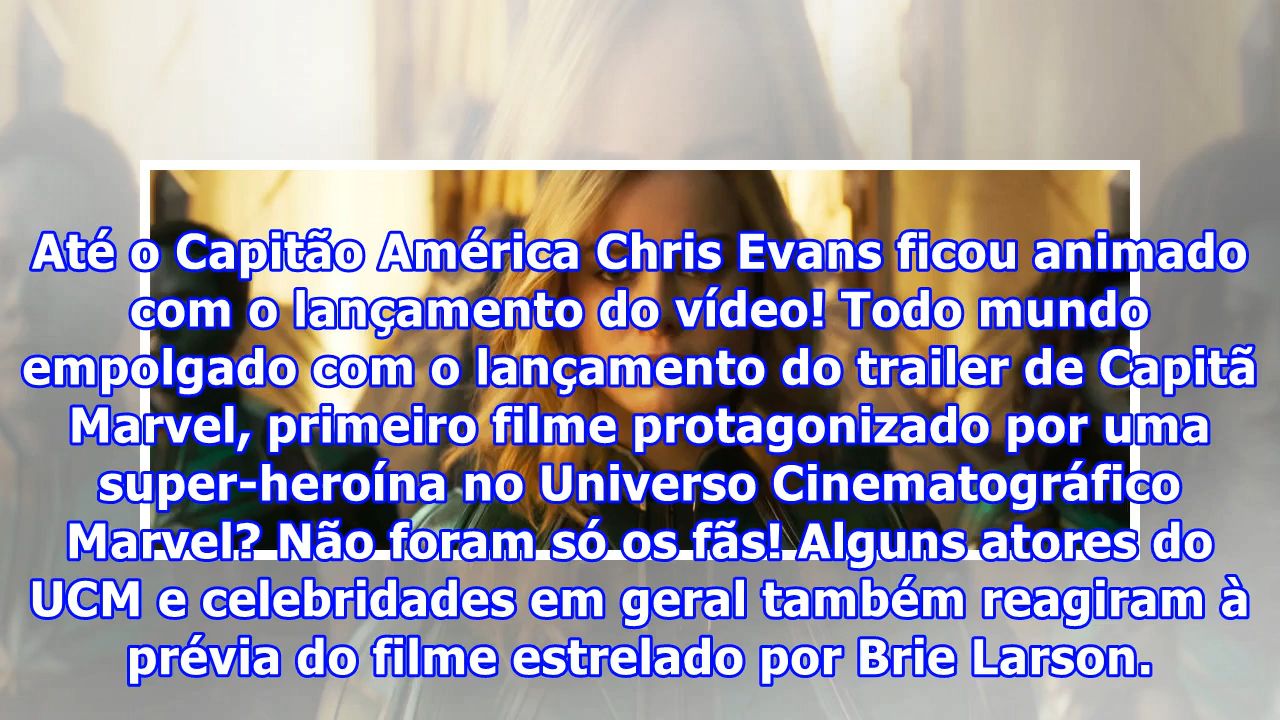 Até o Capitão América Chris Evans ficou animado
com o lançamento do vídeo! Todo mundo
empolgado com o lançamento do trailer de Capitã
Marvel, primeiro filme protagonizado por uma
super-heroína no Universo Cinematográfico
Marvel? Não foram só os fãs! Alguns atores do
UCM e celebridades em geral também reagiram à
prévia do filme estrelado por Brie Larson.